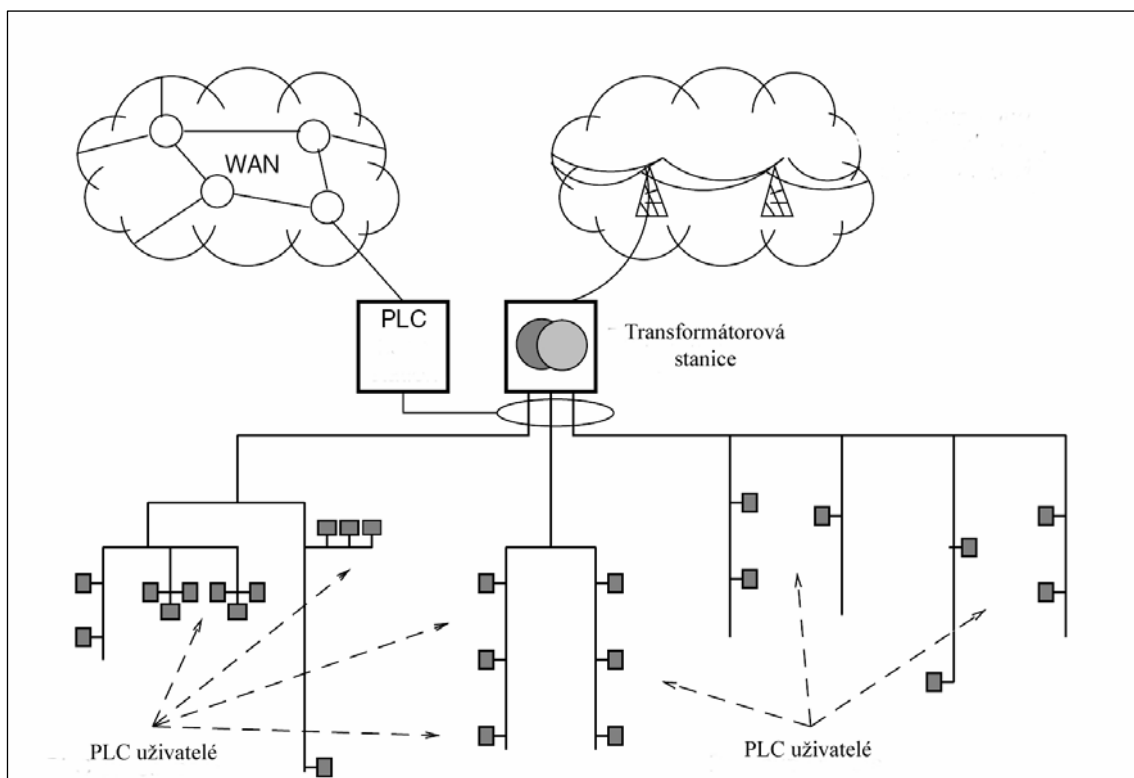 WAN
PLC
Transformátorová
stanice
PLC uživatelé
PLC uživatelé